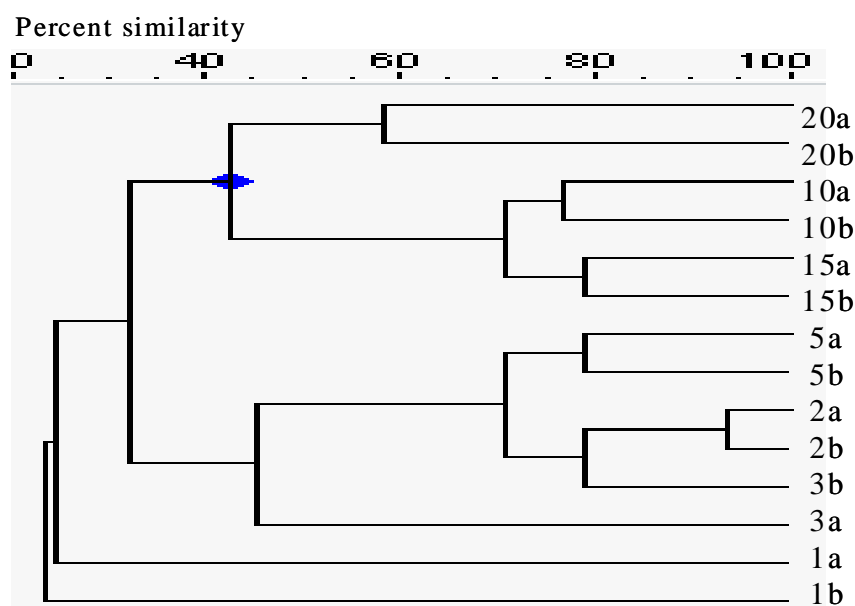 Percent similarity
0 40 60 80 100
20a
20b
10a
10b
15a
15b
5a
5b
2a
2b
3b
3a
1a
1b